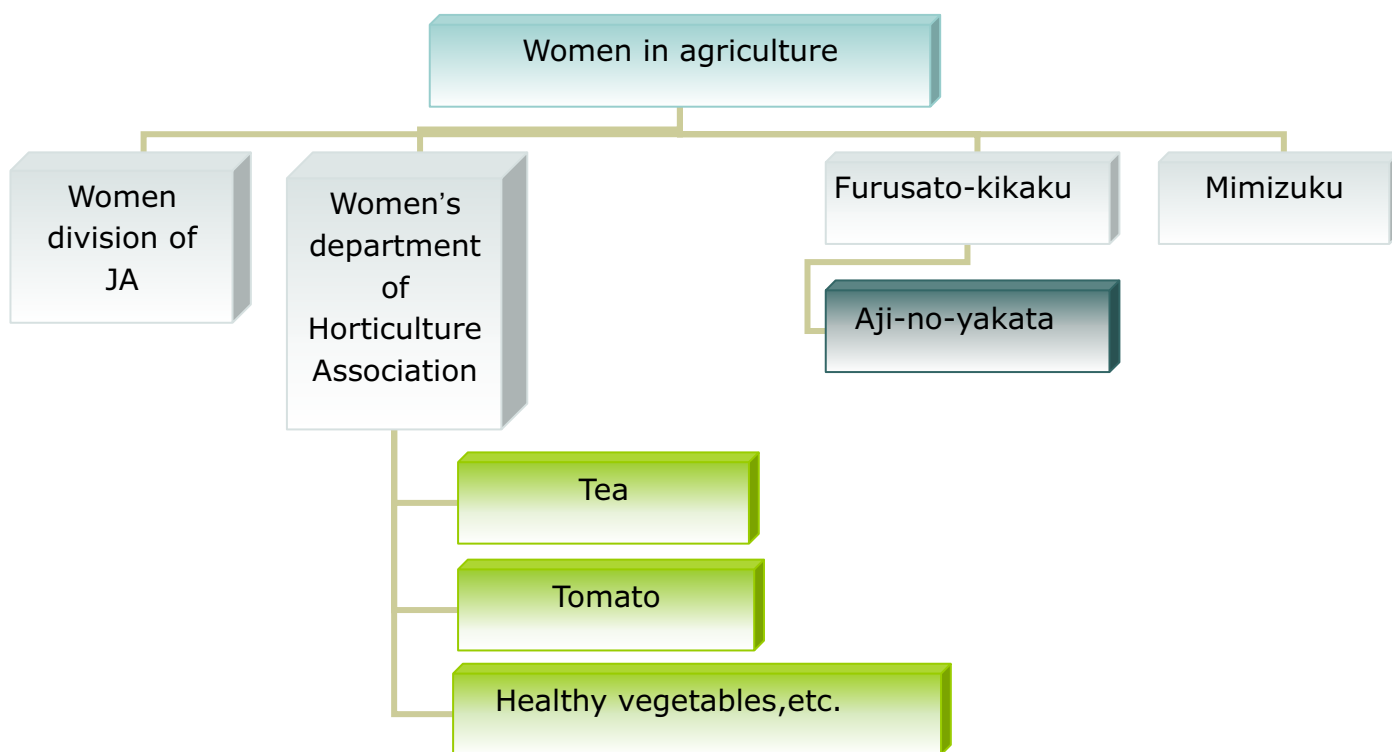 Women in agriculture
Women
division of
JA
Women’s
department
of
Horticulture
Association
Furusato-kikaku
Mimizuku
Aji-no-yakata
Tea
Tomato
Healthy vegetables,etc.